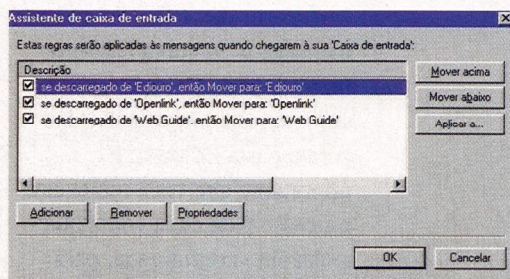 Assistente de caixa de entrada
Estas regras serão aplicadas às mensagens quando chegarem à sua 'Caixa de entrada':
Descrição
se descarregado de 'Ediouro', então Mover para: 'Ediouro'
se descarregado de 'Openlink', então Mover para: 'Openlink'
se descarregado de 'Web Guide', então Mover para: 'Web Guide'
Mover acima
Mover abaixo
Aplicar a...
Adicionar Remover Propriedades
OK Cancelar